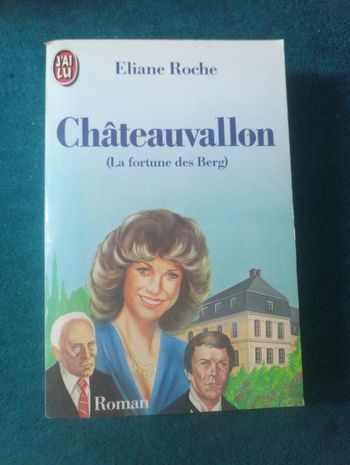 J'AI
LU
Eliane Roche
Châteauvallon
(La fortune des Berg)
Roman